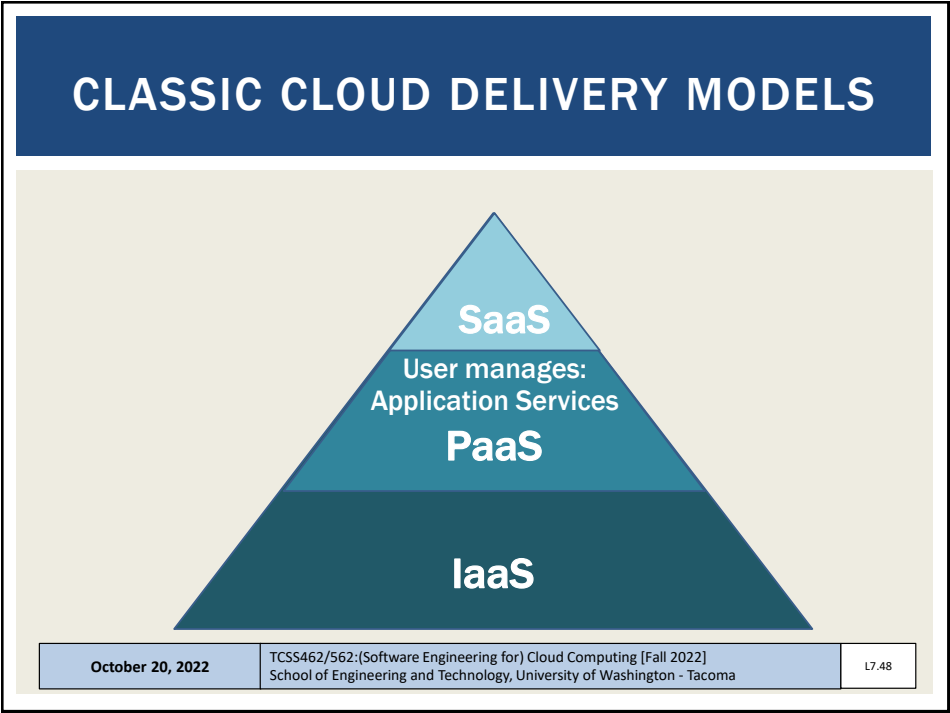 CLASSIC CLOUD DELIVERY MODELS
SaaS
User manages:
Application Services
PaaS
IaaS
October 20, 2022
TCSS462/562:(Software Engineering for) Cloud Computing [Fall 2022]
School of Engineering and Technology, University of Washington - Tacoma
L7.48